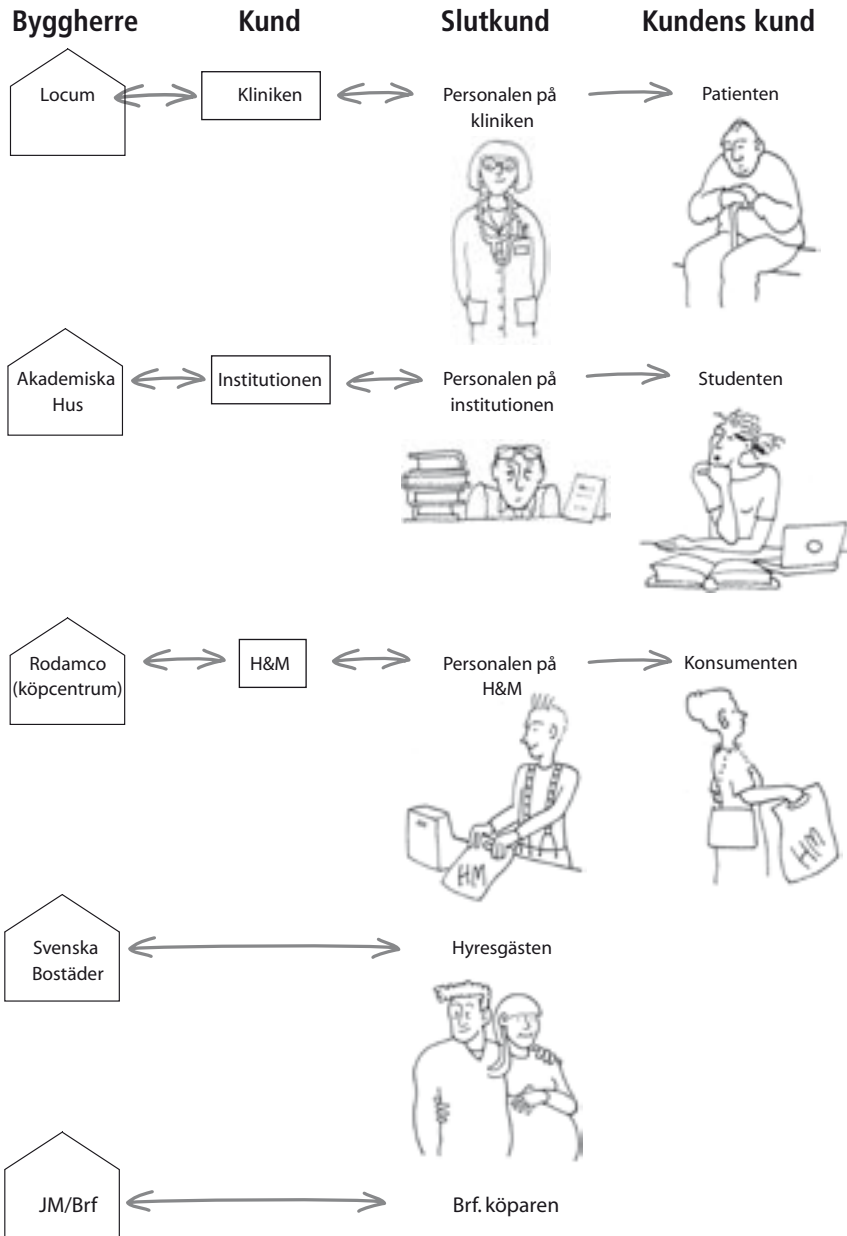 Byggherre Kund Slutkund Kundens kund
Locum Kliniken Personalen på Patienten
kliniken
Akademiska Institutionen Personalen på Studenten
Hus institutionen
Rodamco H&M Personalen på Konsumenten
(köpcentrum) H&M
HM
HM
Svenska Hyresgästen
Bostäder
JM/Brf Brf. köparen